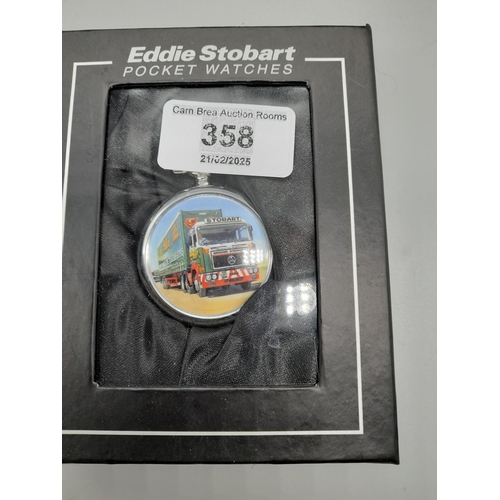 Eddie Stobart
POCKET WATCHES
Carn Brea Auction Rooms
358
21/02/2025
STOBART